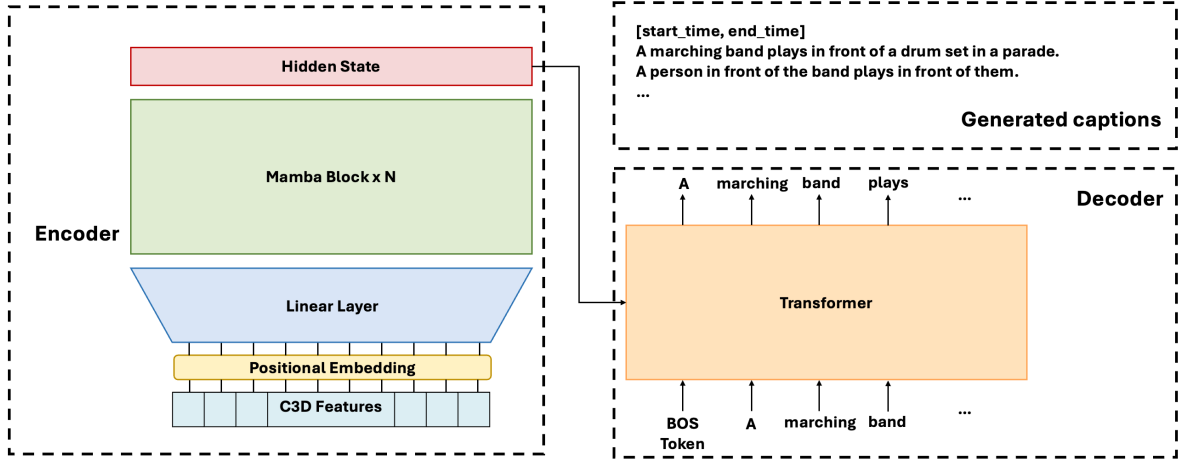 Hidden State
Mamba Block x N
Encoder
Linear Layer
Positional Embedding
C3D Features
[start_time, end_time]
A marching band plays in front of a drum set in a parade.
A person in front of the band plays in front of them.
...
Generated captions
A marching band plays ...
Decoder
Transformer
BOS Token A marching band ...